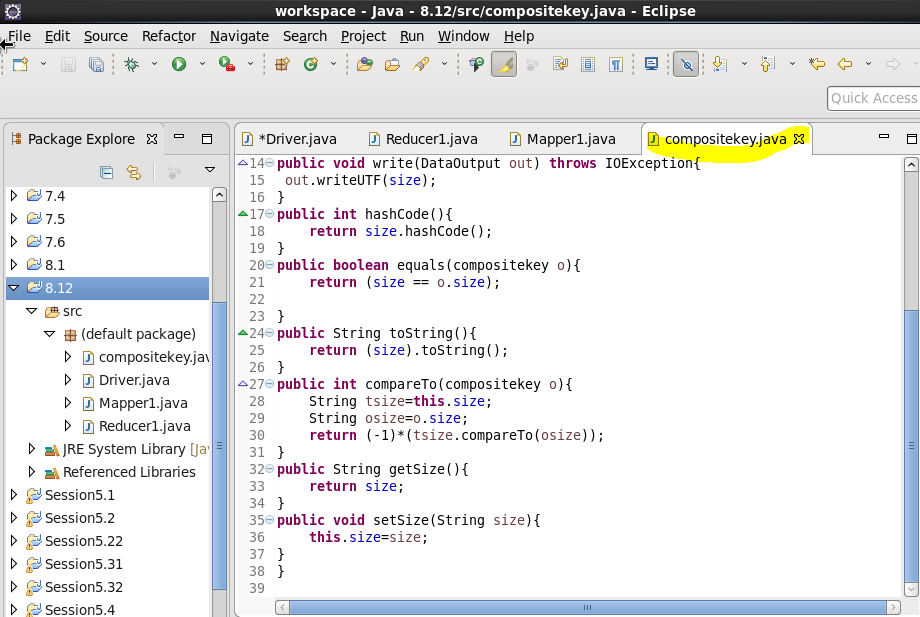 workspace - Java - 8.12/src/compositekey.java - Eclipse
File Edit Source Refactor Navigate Search Project Run Window Help
Quick Access
Package Explore
*Driver.java Reducer1.java Mapper1.java compositekey.java
7.4
7.5
7.6
8.1
8.12
src
(default package)
compositekey.jav
Driver.java
Mapper1.java
Reducer1.java
JRE System Library [Jav
Referenced Libraries
Session5.1
Session5.2
Session5.22
Session5.31
Session5.32
Session5.4
14 public void write(DataOutput out) throws IOException{
15 out.writeUTF(size);
16 }
17 public int hashCode(){
18 return size.hashCode();
19 }
20 public boolean equals(compositekey o){
21 return (size == o.size);
22
23 }
24 public String toString(){
25 return (size).toString();
26 }
27 public int compareTo(compositekey o){
28 String tsize=this.size;
29 String osize=o.size;
30 return (-1)*(tsize.compareTo(osize));
31 }
32 public String getSize(){
33 return size;
34 }
35 public void setSize(String size){
36 this.size=size;
37 }
38 }
39